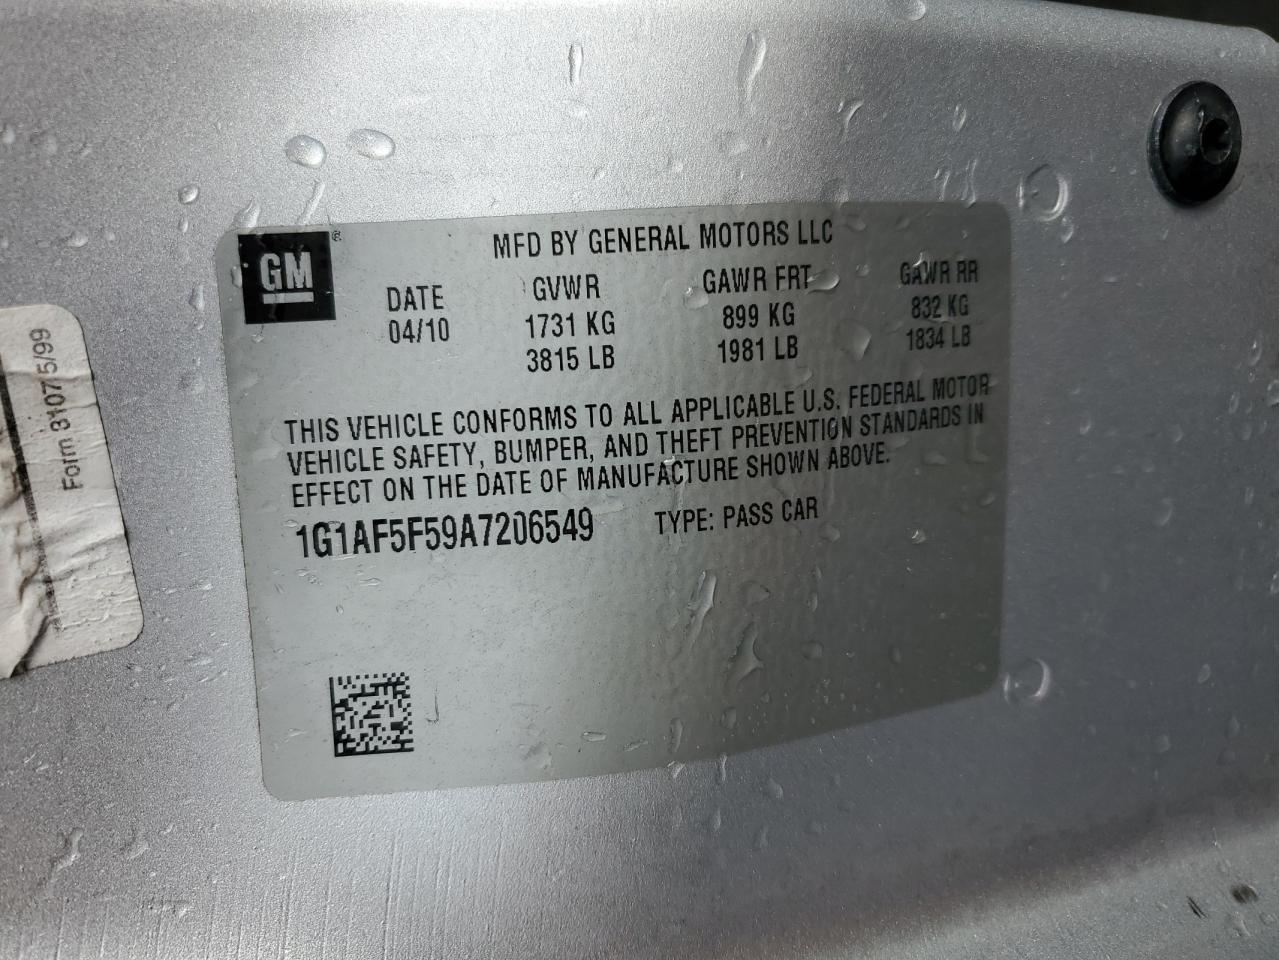 GM
®
MFD BY GENERAL MOTORS LLC
DATE GVWR GAWR FRT GAWR RR
04/10 1731 KG 899 KG 832 KG
3815 LB 1981 LB 1834 LB
THIS VEHICLE CONFORMS TO ALL APPLICABLE U.S. FEDERAL MOTOR
VEHICLE SAFETY, BUMPER, AND THEFT PREVENTION STANDARDS IN
EFFECT ON THE DATE OF MANUFACTURE SHOWN ABOVE.
1G1AF5F59A7206549 TYPE: PASS CAR
Form 3107 5/99